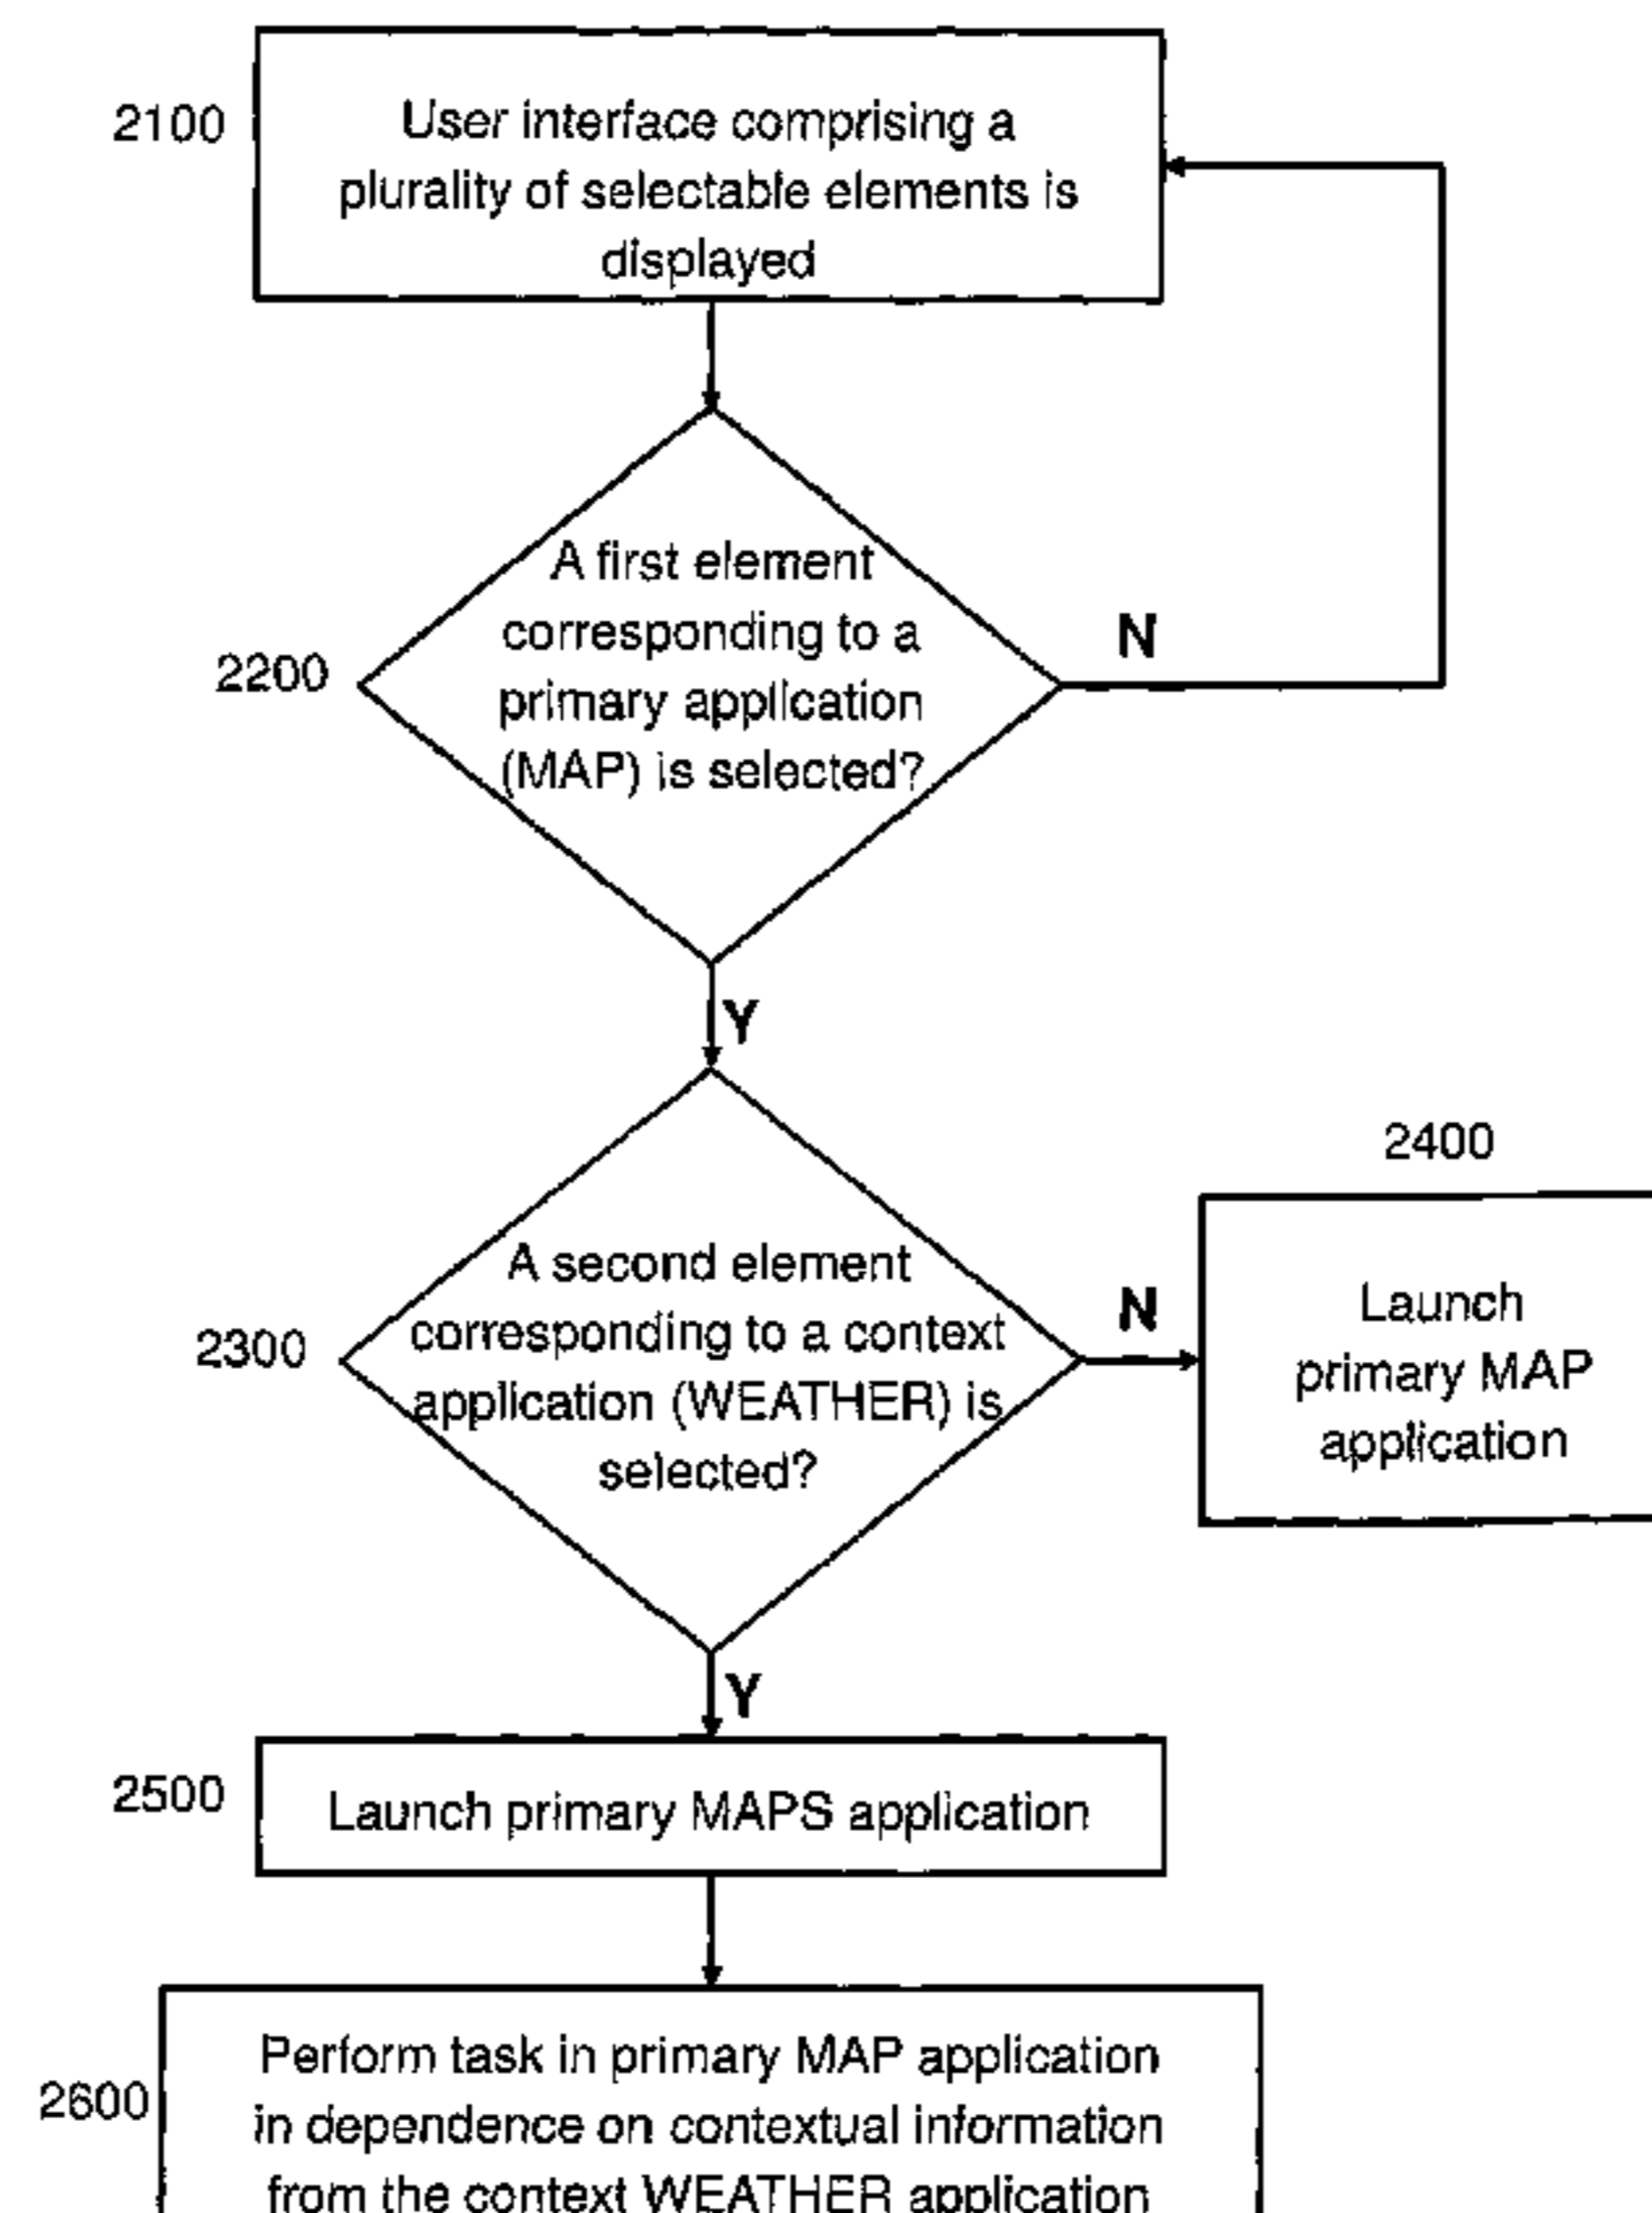 2100
User interface comprising a
plurality of selectable elements is
displayed
A first element
corresponding to a
primary application
(MAP) is selected?
2200
N
Y
2400
A second element
corresponding to a context
application (WEATHER) is
selected?
2300
N
Launch
primary MAP
application
Y
2500
Launch primary MAPS application
2600
Perform task in primary MAP application
in dependence on contextual information
from the context WEATHER application